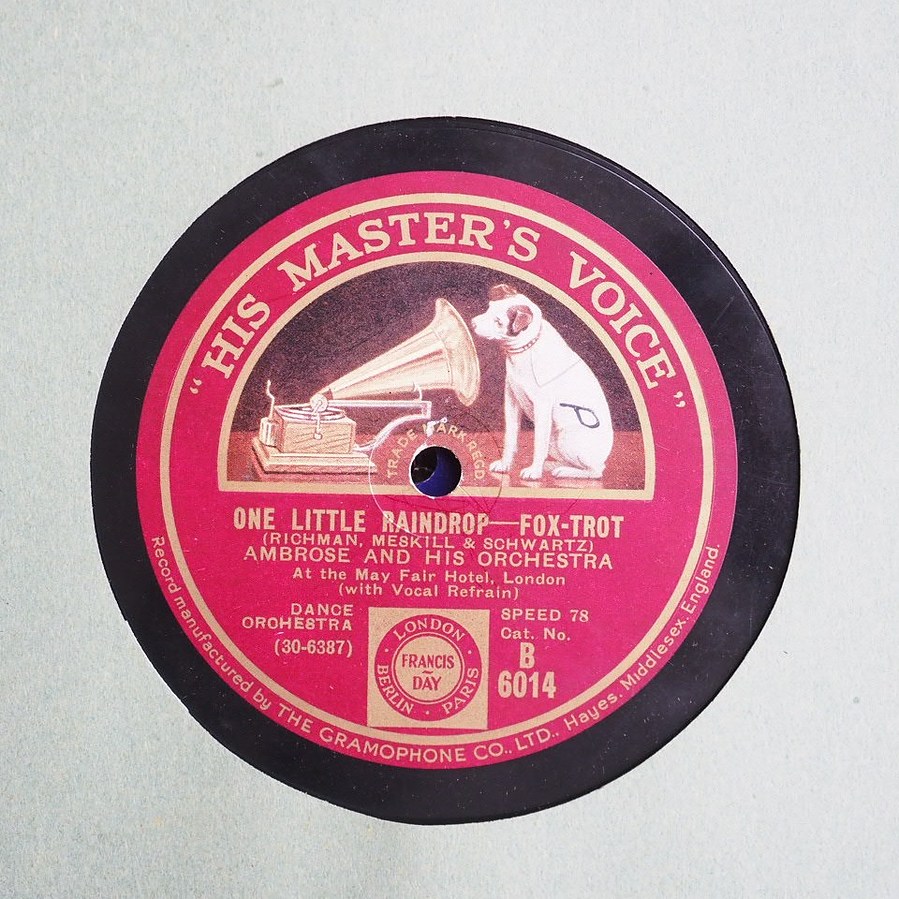 “HIS MASTER'S VOICE”
P
TRADE MARK REGD
ONE LITTLE RAINDROP—FOX-TROT
(RICHMAN, MESKILL & SCHWARTZ)
AMBROSE AND HIS ORCHESTRA
At the May Fair Hotel, London
(with Vocal Refrain)
DANCE
ORCHESTRA
(30-6387)
LONDON
FRANCIS
~
DAY
BERLIN · PARIS
SPEED 78
Cat. No.
B
6014
Record manufactured by THE GRAMOPHONE CO., LTD., Hayes, Middlesex, England.